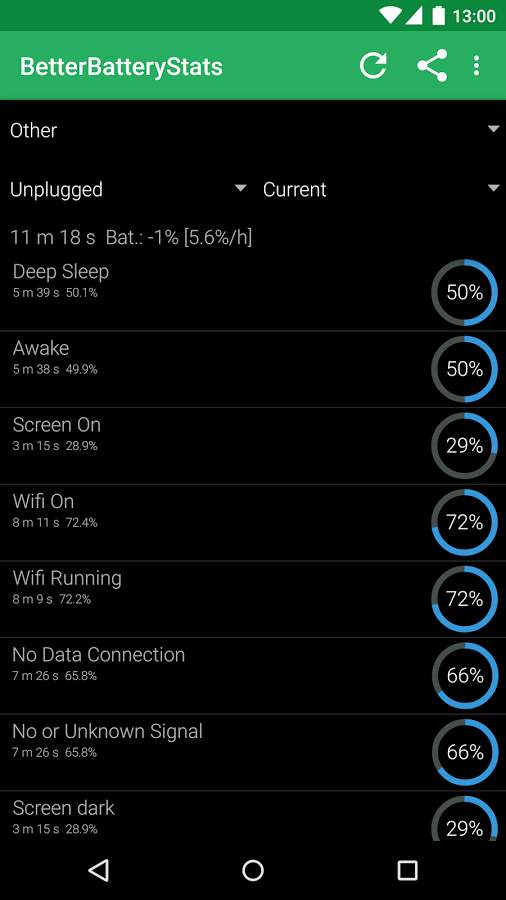 13:00
BetterBatteryStats
Other
Unplugged Current
11 m 18 s Bat.: -1% [5.6%/h]
Deep Sleep
5 m 39 s 50.1%
50%
Awake
5 m 38 s 49.9%
50%
Screen On
3 m 15 s 28.9%
29%
Wifi On
8 m 11 s 72.4%
72%
Wifi Running
8 m 9 s 72.2%
72%
No Data Connection
7 m 26 s 65.8%
66%
No or Unknown Signal
7 m 26 s 65.8%
66%
Screen dark
3 m 15 s 28.9%
29%